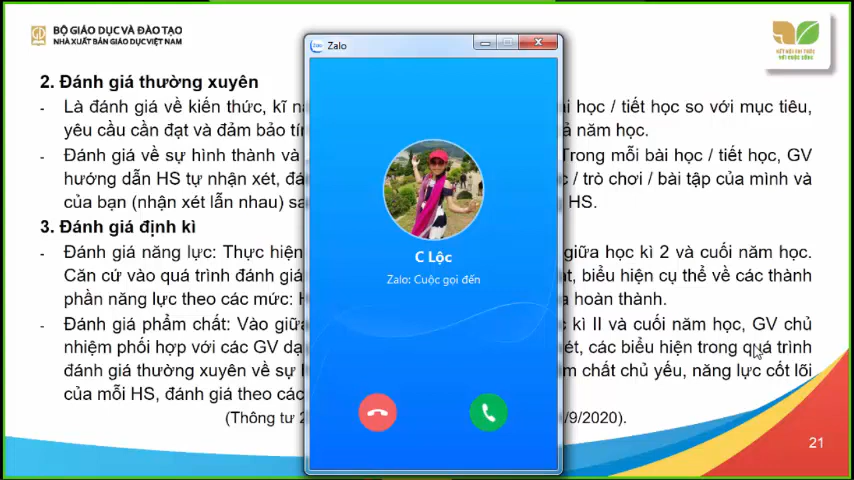 BỘ GIÁO DỤC VÀ ĐÀO TẠO
NHÀ XUẤT BẢN GIÁO DỤC VIỆT NAM
KẾT NỐI TRI THỨC
VỚI CUỘC SỐNG
Zalo
2. Đánh giá thường xuyên
- Là đánh giá về kiến thức, kĩ ài học / tiết học so với mục tiêu,
yêu cầu cần đạt và đảm bảo cả năm học.
- Đánh giá về sự hình thành và Trong mỗi bài học / tiết học, GV
hướng dẫn HS tự nhận xét, / trò chơi / bài tập của mình và
của bạn (nhận xét lẫn nhau) HS.
3. Đánh giá định kì
- Đánh giá năng lực: Thực hiện giữa học kì 2 và cuối năm học.
Căn cứ vào quá trình đánh giá biểu hiện cụ thể về các thành
phần năng lực theo các mức: hoàn thành.
- Đánh giá phẩm chất: Vào kì II và cuối năm học, GV chủ
nhiệm phối hợp với các GV các biểu hiện trong quá trình
đánh giá thường xuyên về sự chất chủ yếu, năng lực cốt lõi
của mỗi HS, đánh giá theo các
(Thông tư 2 /9/2020).
C Lộc
Zalo: Cuộc gọi đến
21